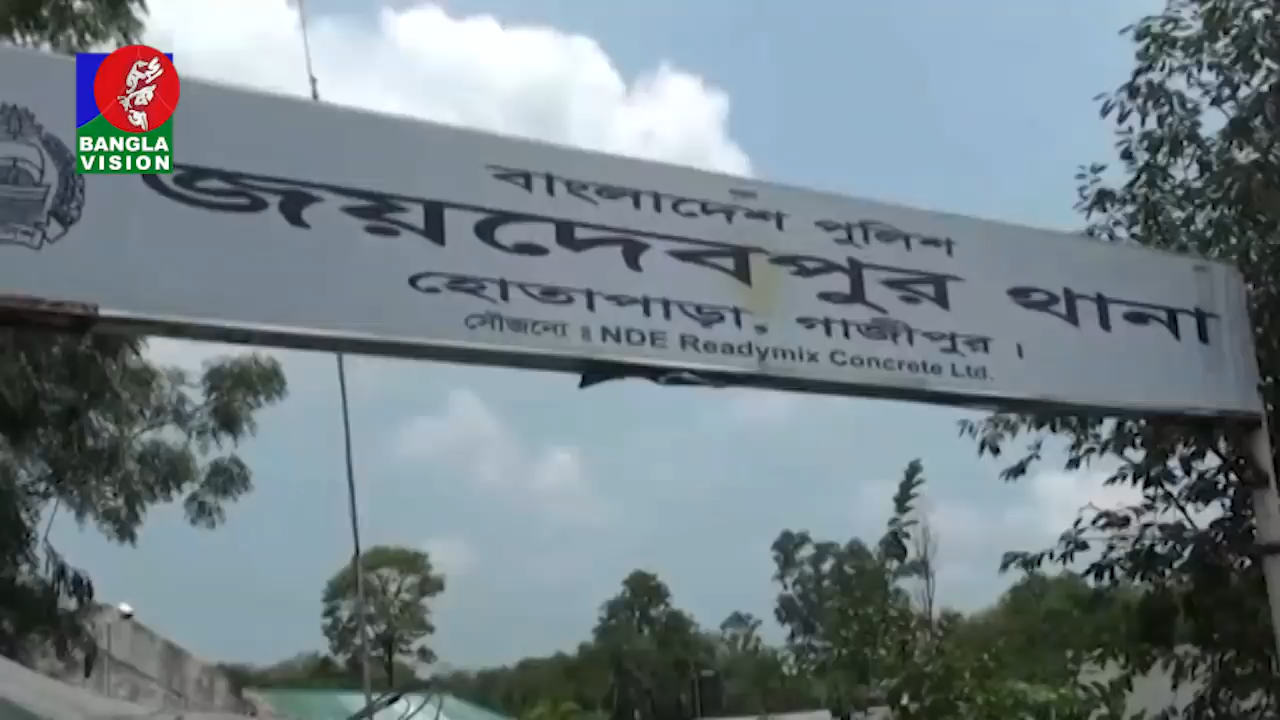 BANGLA
VISION
বাংলাদেশ পুলিশ
জয়দেবপুর থানা
হোতাপাড়া, গাজীপুর ।
সৌজন্যে ঃ NDE Readymix Concrete Ltd.